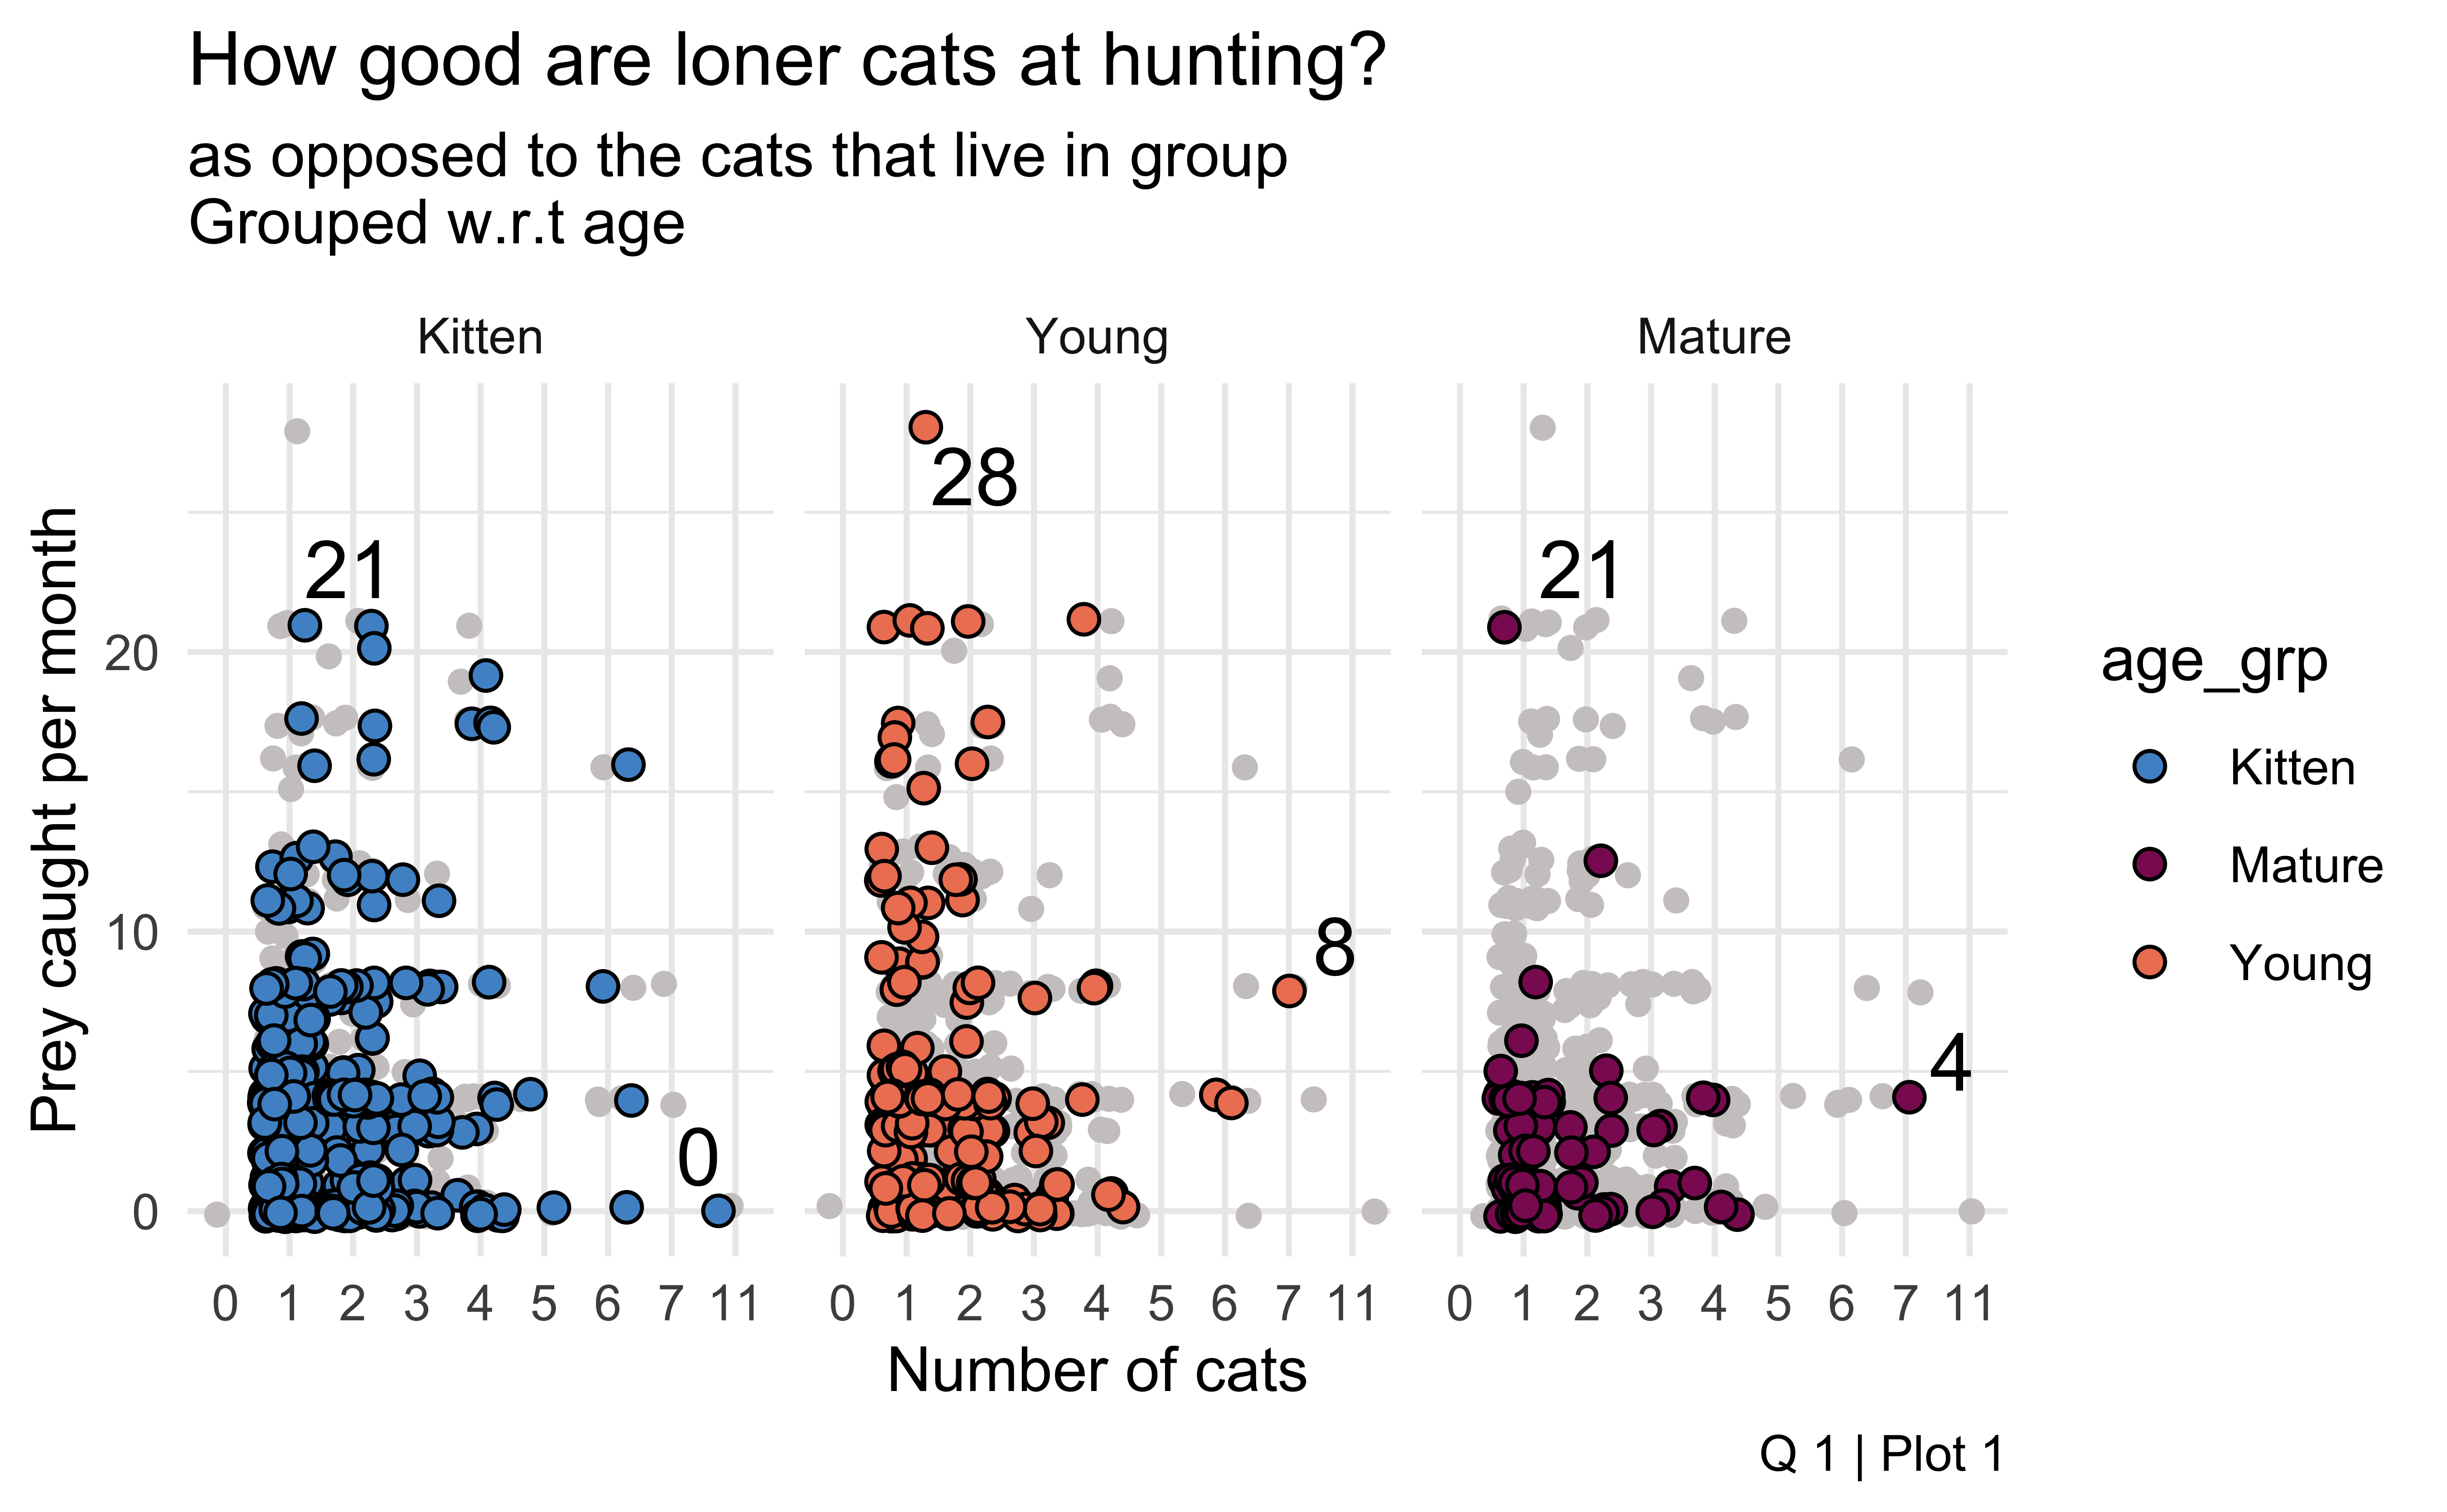 How good are loner cats at hunting?
as opposed to the cats that live in group
Grouped w.r.t age
Kitten Young Mature
28
21 21
20
10
8
4
0
0
0 1 2 3 4 5 6 7 11 0 1 2 3 4 5 6 7 11 0 1 2 3 4 5 6 7 11
Prey caught per month
Number of cats
age_grp
Kitten
Mature
Young
Q 1 | Plot 1